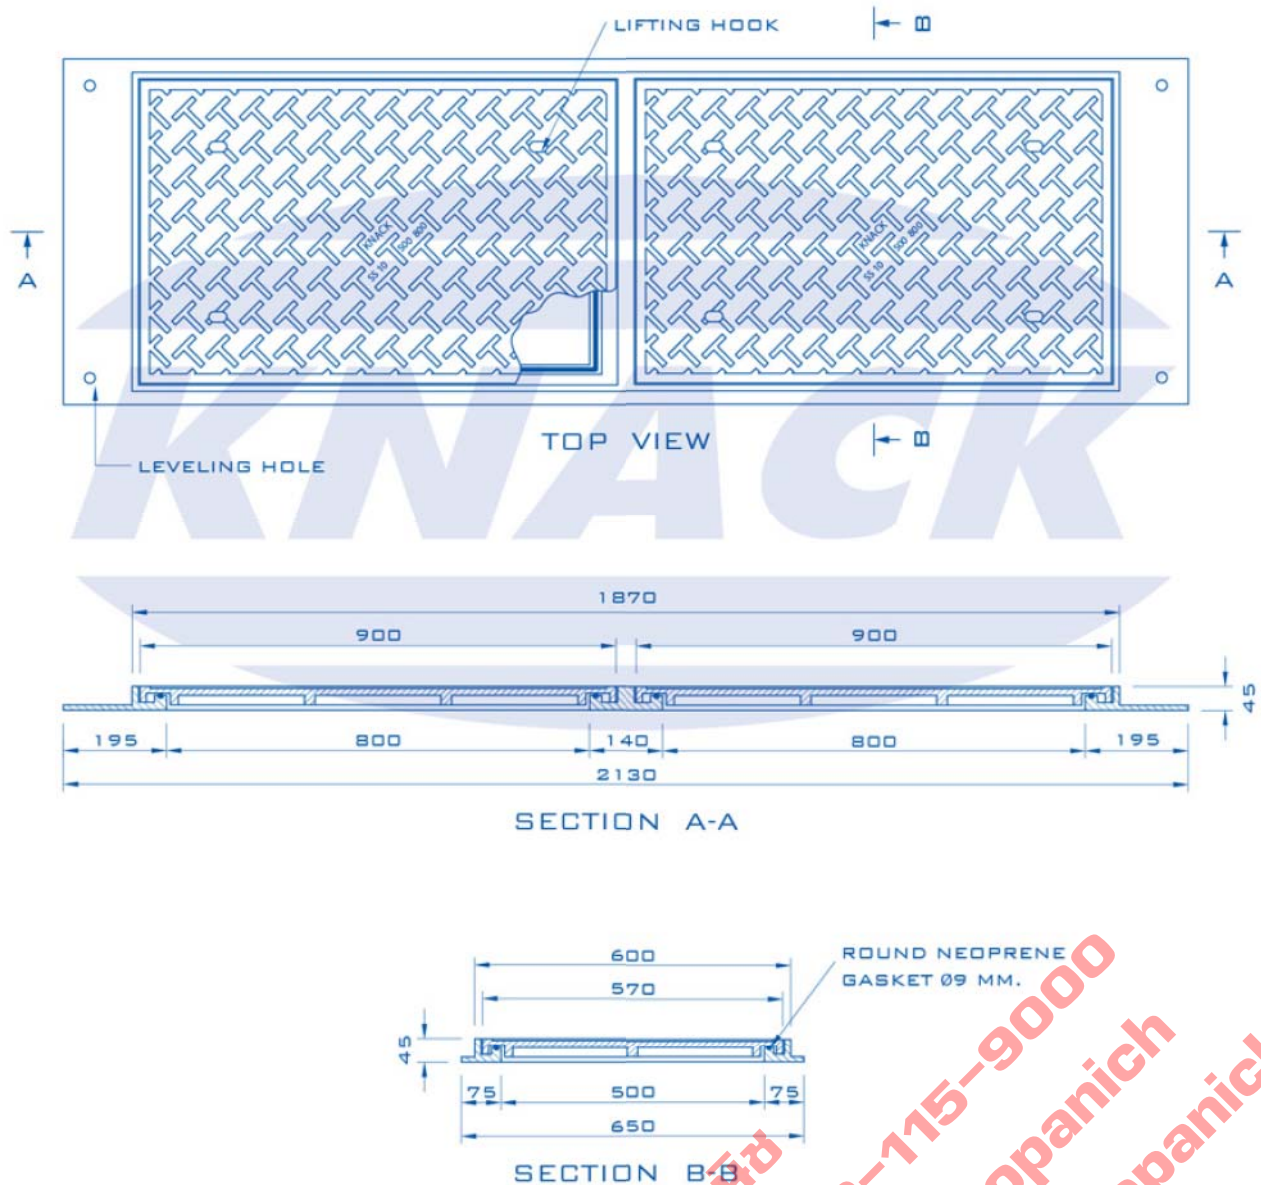 LIFTING HOOK
B
KNACK
SS 10
500 800
KNACK
SS 10
500 800
A
A
TOP VIEW
B
LEVELING HOLE
KNACK
1870
900
900
45
195
800
140
800
195
2130
SECTION A-A
600
570
ROUND NEOPRENE
GASKET Ø9 MM.
45
75
500
75
650
SECTION B-B
-115-9000
opanich